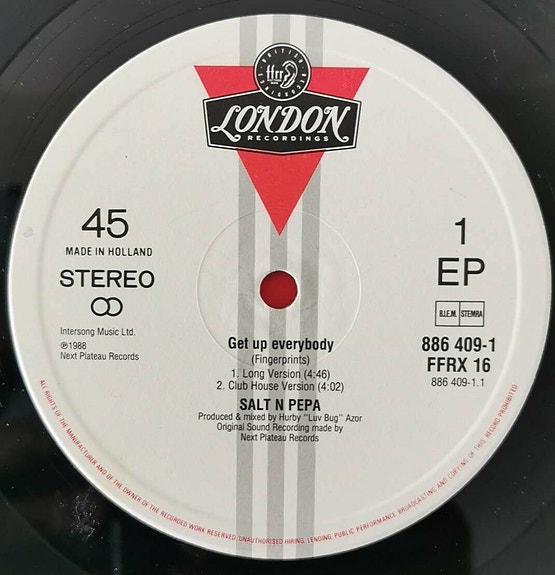 BRITISH
ffrr
RECORDINGS
LONDON
RECORDINGS
45
MADE IN HOLLAND
STEREO
Intersong Music Ltd.
℗1988
Next Plateau Records
1
EP
B.I.E.M. STEMRA
886 409-1
FFRX 16
886 409-1.1
Get up everybody
(Fingerprints)
1. Long Version (4:46)
2. Club House Version (4:02)
SALT N PEPA
Produced & mixed by Hurby "Luv Bug" Azor
Original Sound Recording made by
Next Plateau Records
ALL RIGHTS OF THE MANUFACTURER AND OF THE OWNER OF THE RECORDED WORK RESERVED. UNAUTHORISED HIRING, LENDING, PUBLIC PERFORMANCE, BROADCASTING AND COPYING OF THIS RECORD PROHIBITED